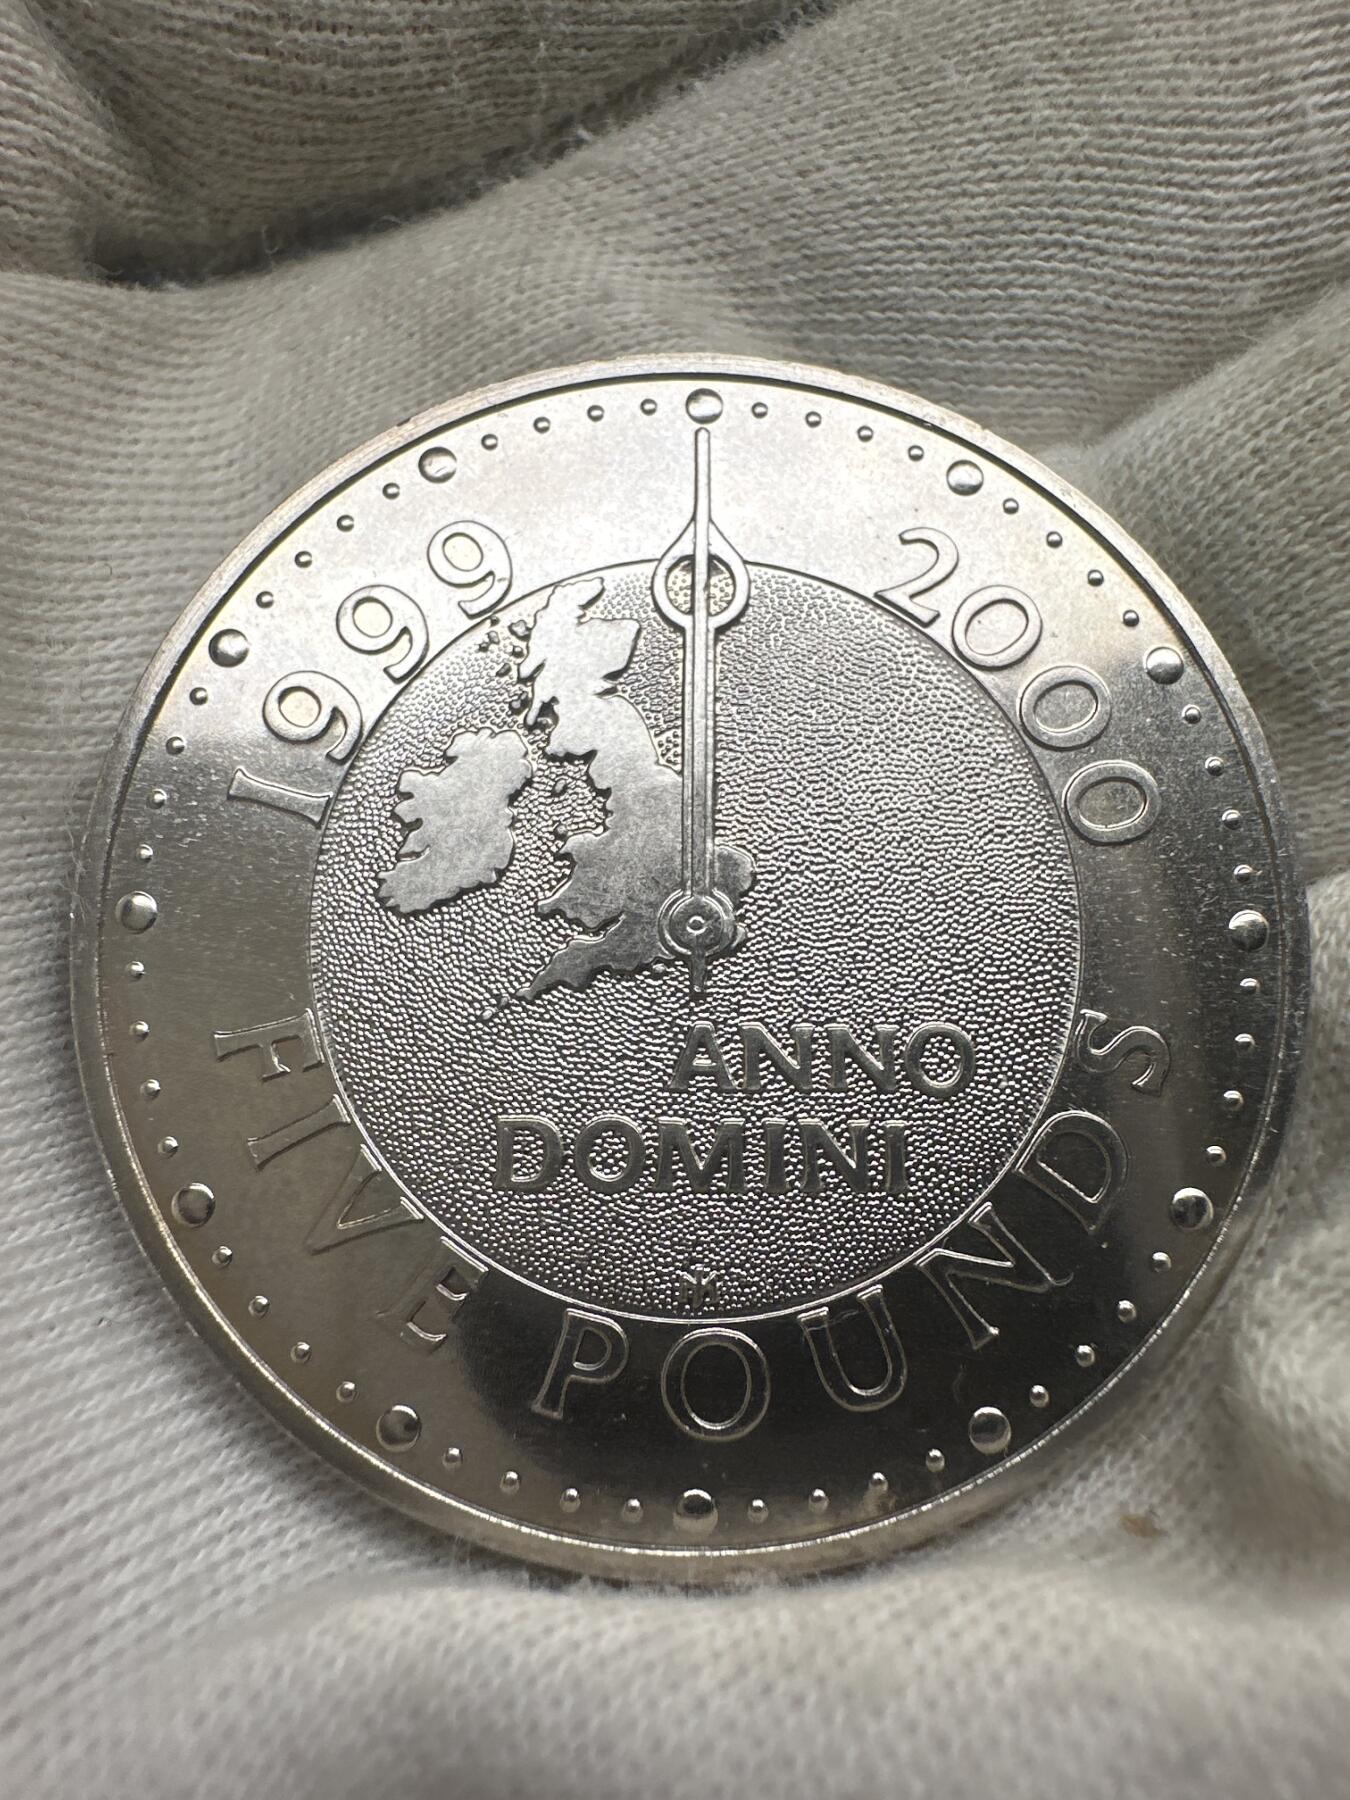 1999
2000
ANNO
DOMINI
FIVE POUNDS